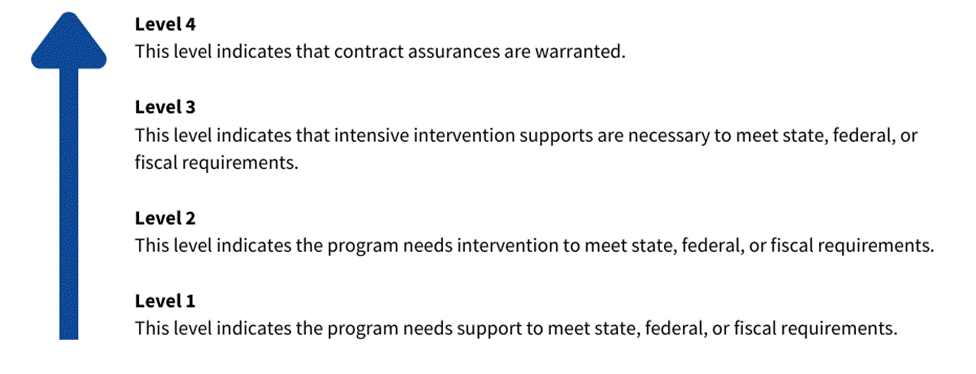 Level 4
This level indicates that contract assurances are warranted.
Level 3
This level indicates that intensive intervention supports are necessary to meet state, federal, or
fiscal requirements.
Level 2
This level indicates the program needs intervention to meet state, federal, or fiscal requirements.
Level 1
This level indicates the program needs support to meet state, federal, or fiscal requirements.